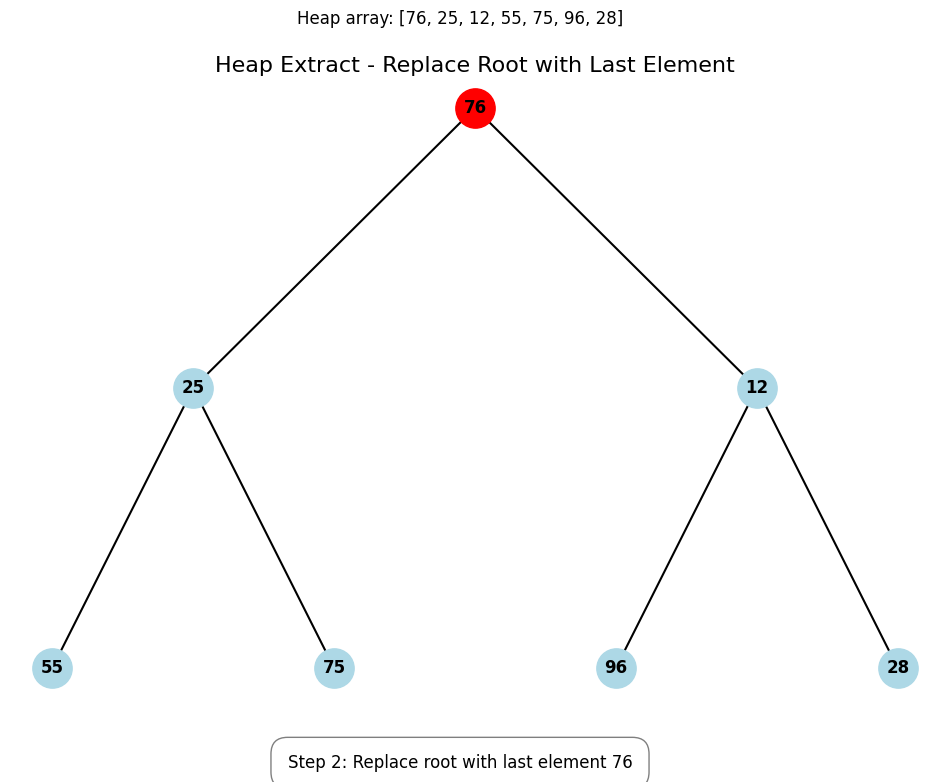 Heap array: [76, 25, 12, 55, 75, 96, 28]
Heap Extract - Replace Root with Last Element
76
25
12
55
75
96
28
Step 2: Replace root with last element 76